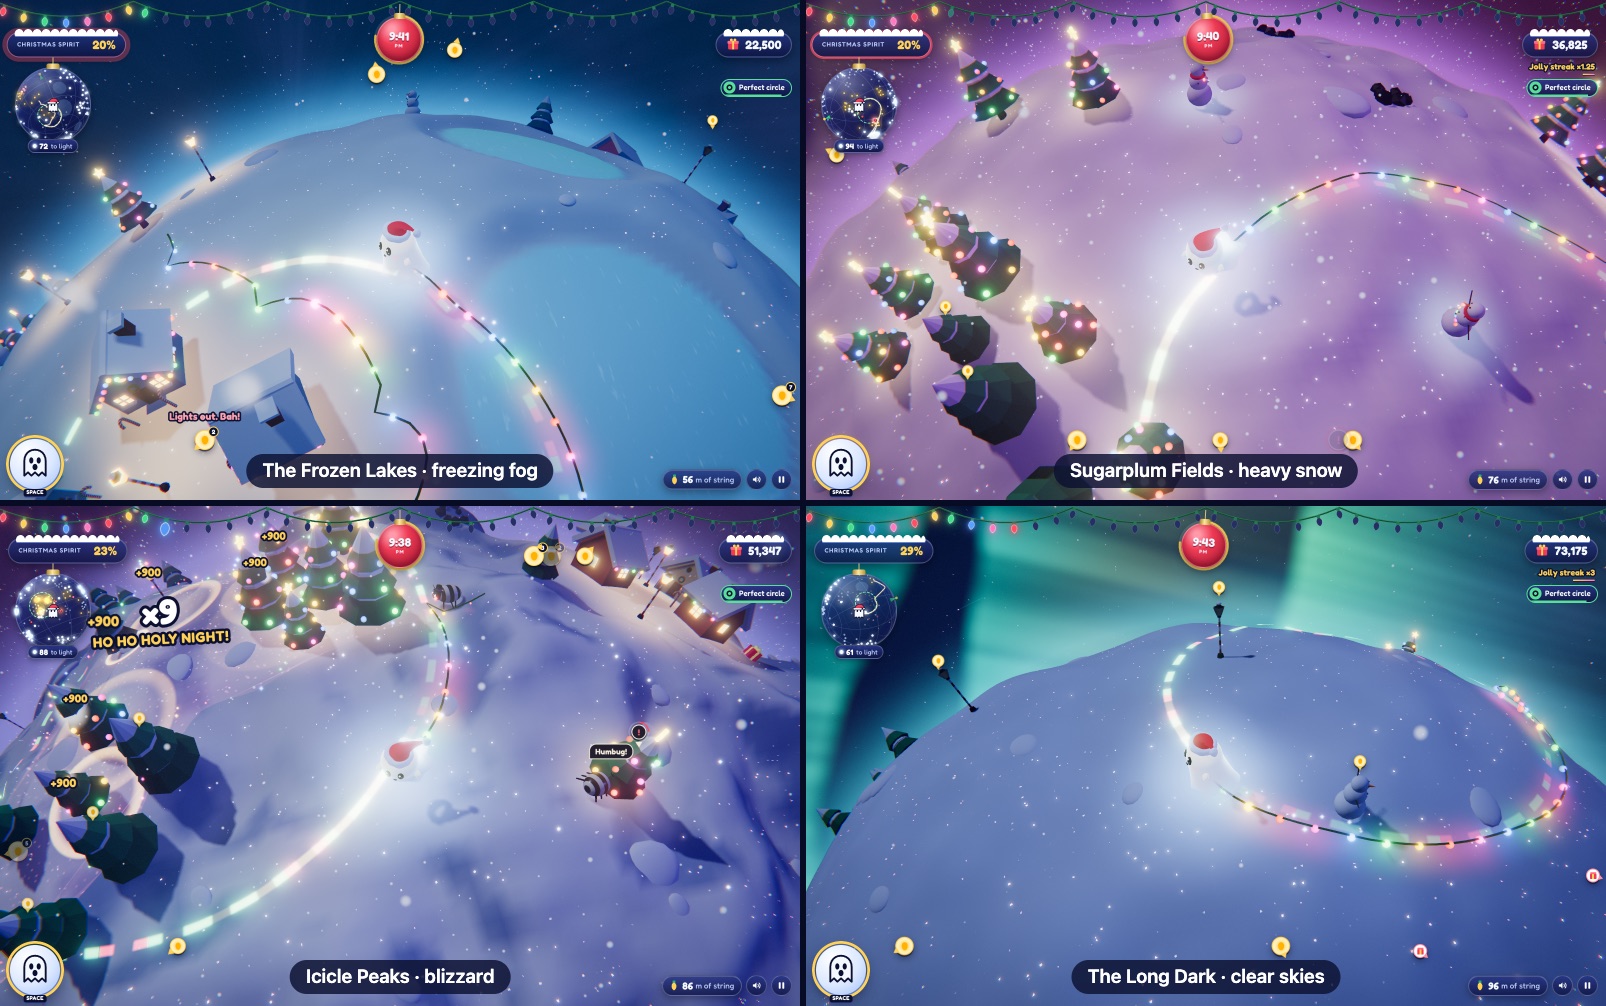 CHRISTMAS SPIRIT 20%
9:41
PM
22,500
Perfect circle
72 to light
7
Lights out. Bah!
2
SPACE
The Frozen Lakes · freezing fog
56 m of string
CHRISTMAS SPIRIT 20%
9:40
PM
36,825
Jolly streak x1.25
Perfect circle
94 to light
SPACE
Sugarplum Fields · heavy snow
76 m of string
CHRISTMAS SPIRIT 23%
9:38
PM
51,347
Perfect circle
+900
+900
+900
+900
x9
HO HO HOLY NIGHT!
88 to light
+900
+900
!
Humbug!
SPACE
Icicle Peaks · blizzard
86 m of string
CHRISTMAS SPIRIT 29%
9:43
PM
73,175
Jolly streak x3
Perfect circle
61 to light
SPACE
The Long Dark · clear skies
96 m of string